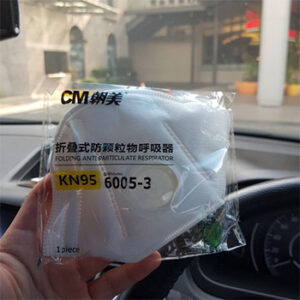 CM朝美
折叠式防颗粒物呼吸器
FOLDING ANTI PARTICULATE RESPIRATOR
KN95 6005-3
1 piece